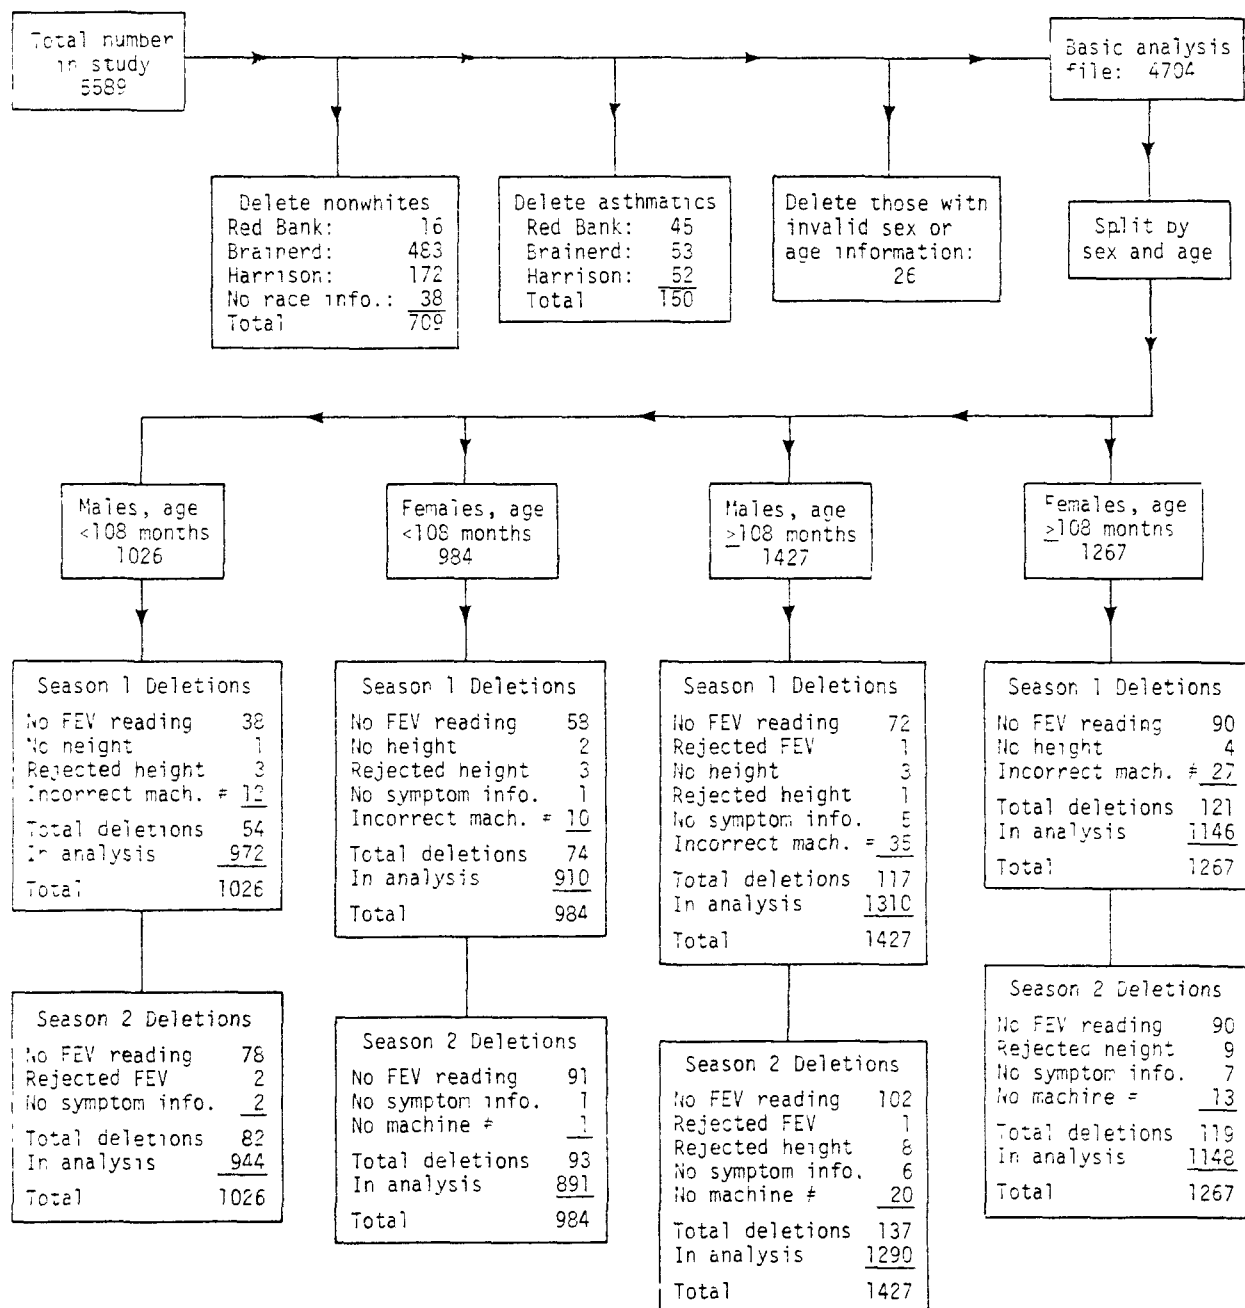 Total number
in study
5589
Basic analysis
file: 4704
Delete nonwhites
Red Bank: 16
Brainerd: 483
Harrison: 172
No race info.: 38
Total 709
Delete asthmatics
Red Bank: 45
Brainerd: 53
Harrison: 52
Total 150
Delete those with
invalid sex or
age information:
26
Split by
sex and age
Males, age
<108 months
1026
Females, age
<108 months
984
Males, age
≥108 months
1427
Females, age
≥108 months
1267
Season 1 Deletions
No FEV reading 38
No height 1
Rejected height 3
Incorrect mach. # 12
Total deletions 54
In analysis 972
Total 1026
Season 1 Deletions
No FEV reading 58
No height 2
Rejected height 3
No symptom info. 1
Incorrect mach. # 10
Total deletions 74
In analysis 910
Total 984
Season 1 Deletions
No FEV reading 72
Rejected FEV 1
No height 3
Rejected height 1
No symptom info. 5
Incorrect mach. # 35
Total deletions 117
In analysis 1310
Total 1427
Season 1 Deletions
No FEV reading 90
No height 4
Incorrect mach. # 27
Total deletions 121
In analysis 1146
Total 1267
Season 2 Deletions
No FEV reading 78
Rejected FEV 2
No symptom info. 2
Total deletions 82
In analysis 944
Total 1026
Season 2 Deletions
No FEV reading 91
No symptom info. 1
No machine # 1
Total deletions 93
In analysis 891
Total 984
Season 2 Deletions
No FEV reading 102
Rejected FEV 1
Rejected height 8
No symptom info. 6
No machine # 20
Total deletions 137
In analysis 1290
Total 1427
Season 2 Deletions
No FEV reading 90
Rejected height 9
No symptom info. 7
No machine # 13
Total deletions 119
In analysis 1148
Total 1267